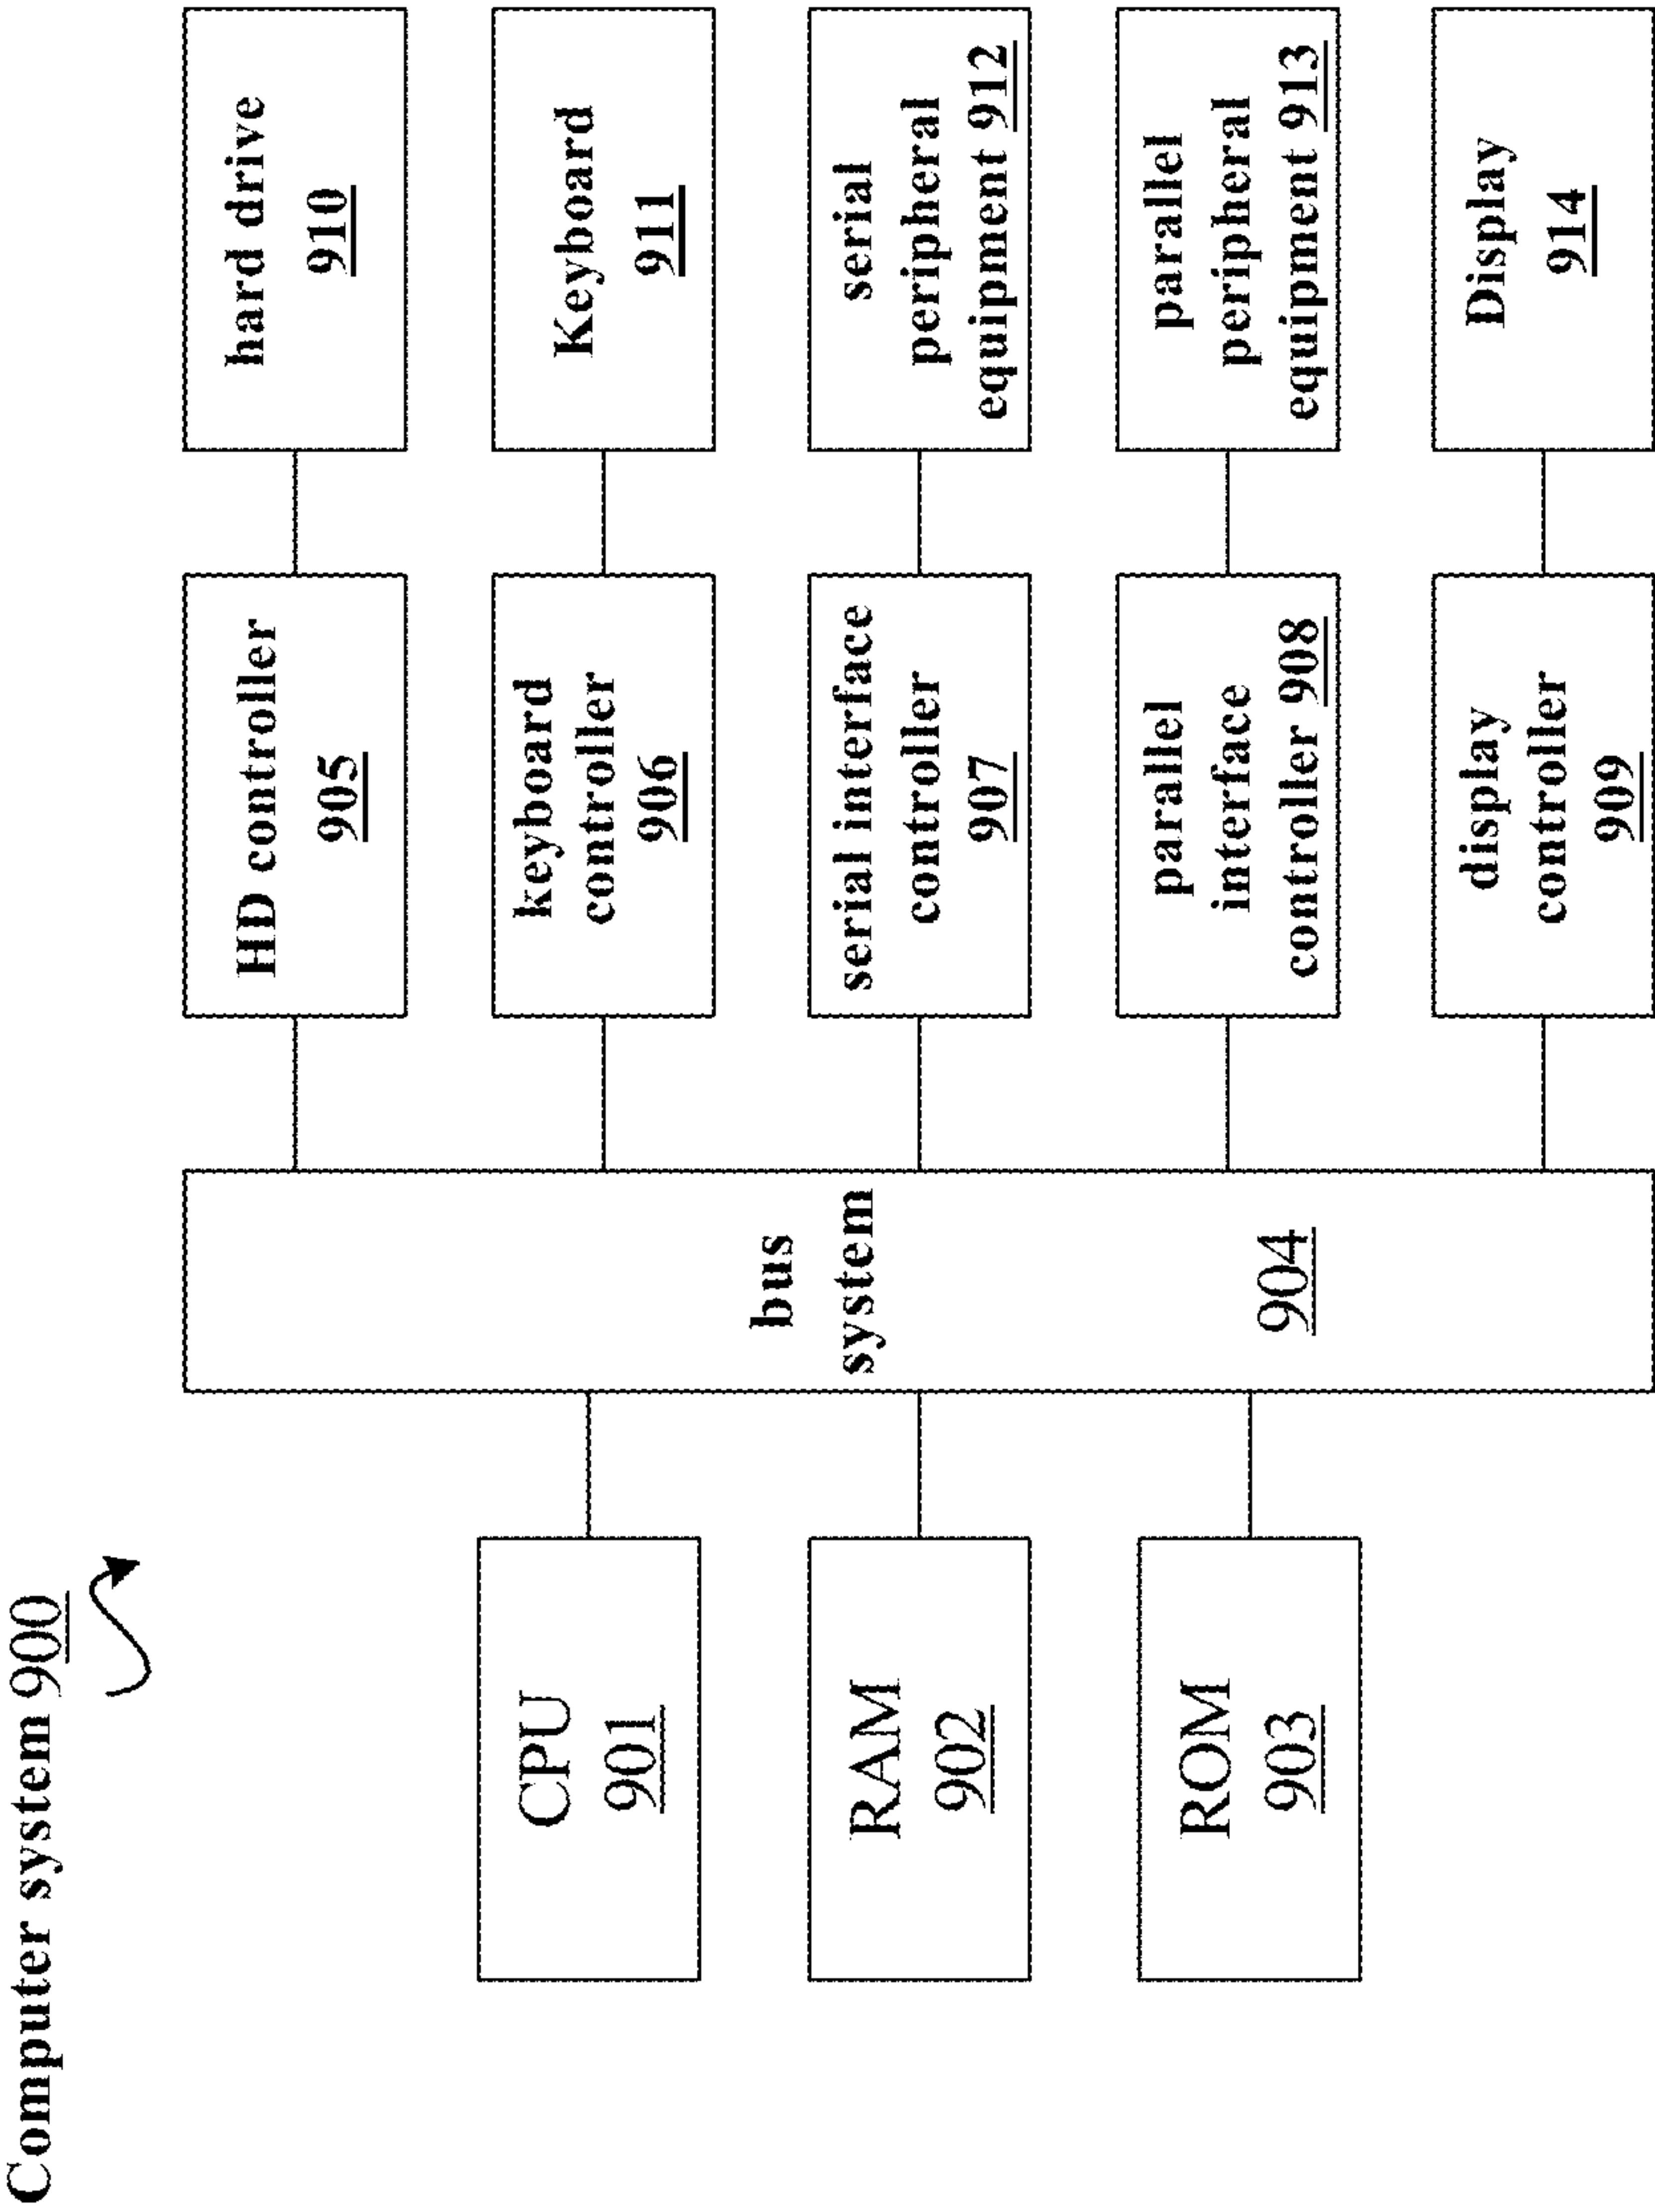 Computer system 900
CPU
901
RAM
902
ROM
903
bus
system
904
HD controller
905
keyboard
controller
906
serial interface
controller
907
parallel
interface
controller 908
display
controller
909
hard drive
910
Keyboard
911
serial
peripheral
equipment 912
parallel
peripheral
equipment 913
Display
914